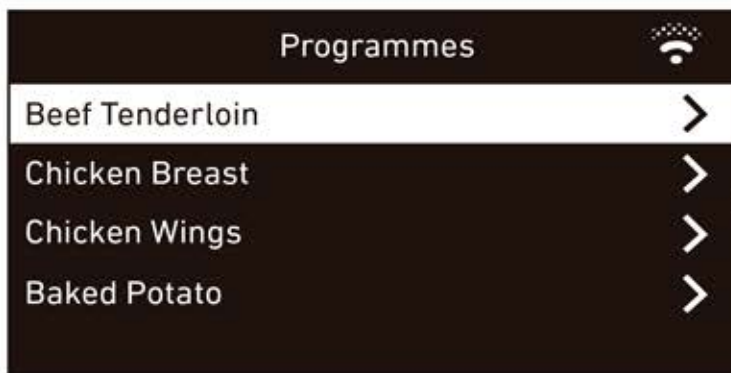 Programmes
Beef Tenderloin
Chicken Breast
Chicken Wings
Baked Potato